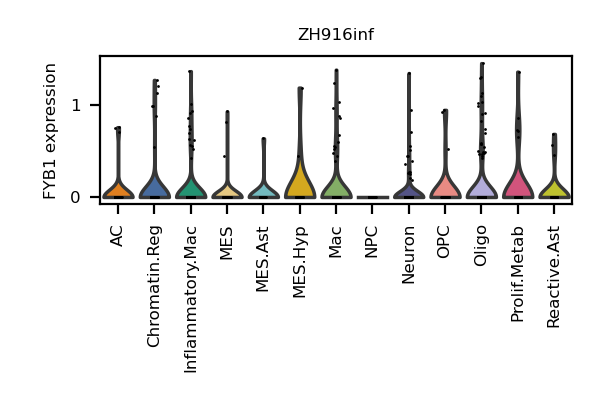 ZH916inf
FYB1 expression
1
0
AC
Chromatin.Reg
Inflammatory.Mac
MES
MES.Ast
MES.Hyp
Mac
NPC
Neuron
OPC
Oligo
Prolif.Metab
Reactive.Ast